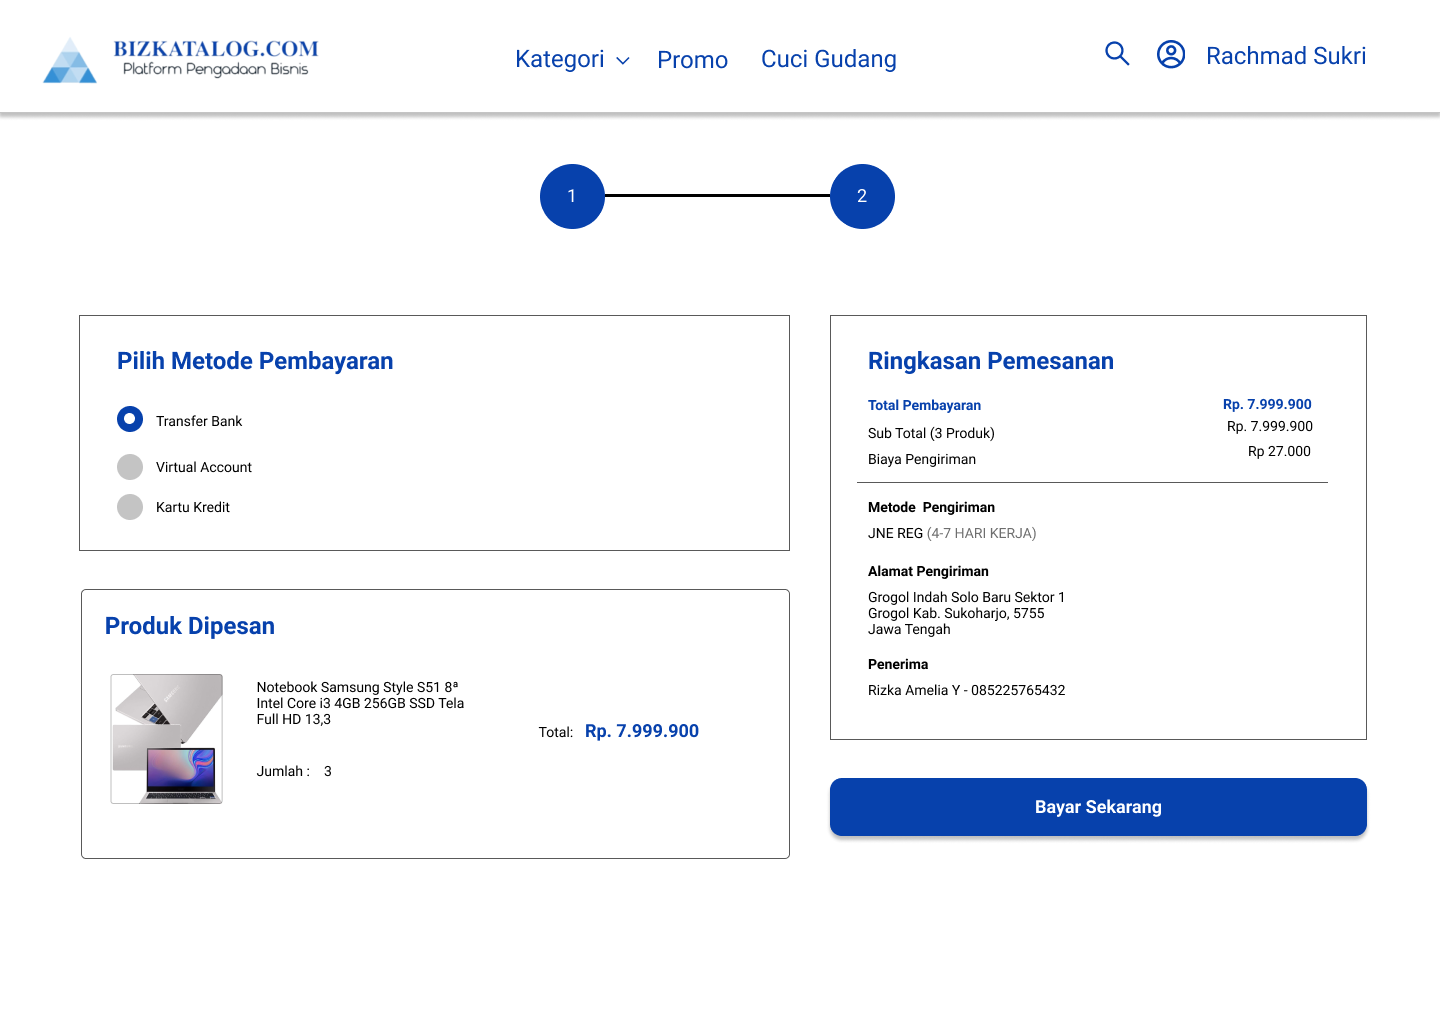 BIZKATALOG.COM
Platform Pengadaan Bisnis
Kategori
Promo
Cuci Gudang
Rachmad Sukri
1
2
Pilih Metode Pembayaran
Transfer Bank
Virtual Account
Kartu Kredit
Produk Dipesan
Notebook Samsung Style S51 8ª
Intel Core i3 4GB 256GB SSD Tela
Full HD 13,3
Jumlah : 3
Total: Rp. 7.999.900
Ringkasan Pemesanan
Total Pembayaran Rp. 7.999.900
Sub Total (3 Produk) Rp. 7.999.900
Biaya Pengiriman Rp 27.000
Metode  Pengiriman
JNE REG (4-7 HARI KERJA)
Alamat Pengiriman
Grogol Indah Solo Baru Sektor 1
Grogol Kab. Sukoharjo, 5755
Jawa Tengah
Penerima
Rizka Amelia Y - 085225765432
Bayar Sekarang